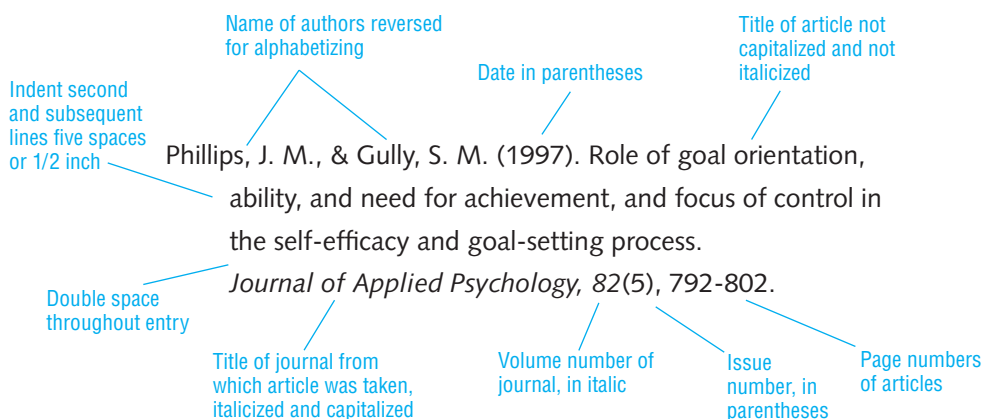 Name of authors reversed
for alphabetizing
Title of article not
capitalized and not
italicized
Date in parentheses
Indent second
and subsequent
lines five spaces
or 1/2 inch
Phillips, J. M., & Gully, S. M. (1997). Role of goal orientation,
ability, and need for achievement, and focus of control in
the self-efficacy and goal-setting process.
Journal of Applied Psychology, 82(5), 792-802.
Double space
throughout entry
Title of journal from
which article was taken,
italicized and capitalized
Volume number of
journal, in italic
Issue
number, in
parentheses
Page numbers
of articles